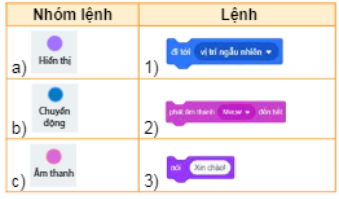 Nhóm lệnh Lệnh
a) Hiển thị 1) đi tới vị trí ngẫu nhiên
b) Chuyển động 2) phát âm thanh Meow đến hết
c) Âm thanh 3) nói Xin chào!